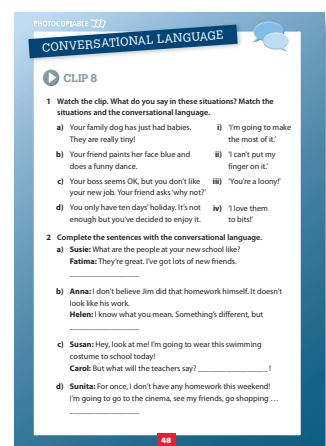 PHOTOCOPIABLE
CONVERSATIONAL LANGUAGE
CLIP 8
1 Watch the clip. What do you say in these situations? Match the
situations and the conversational language.
a) Your family dog has just had babies.
They are really tiny!
i) ‘I’m going to make
the most of it.’
b) Your friend paints her face blue and
does a funny dance.
ii) ‘I can’t put my
finger on it.’
c) Your boss seems OK, but you don’t like
your new job. Your friend asks ‘why not?’
iii) ‘You’re a loony!’
d) You only have ten days’ holiday. It’s not
enough but you’ve decided to enjoy it.
iv) ‘I love them
to bits!’
2 Complete the sentences with the conversational language.
a) Susie: What are the people at your new school like?
Fatima: They’re great. I’ve got lots of new friends.
b) Anna: I don’t believe Jim did that homework himself. It doesn’t
look like his work.
Helen: I know what you mean. Something’s different, but
c) Susan: Hey, look at me! I’m going to wear this swimming
costume to school today!
Carol: But what will the teachers say? __________________ !
d) Sunita: For once, I don’t have any homework this weekend!
I’m going to go to the cinema, see my friends, go shopping …
48